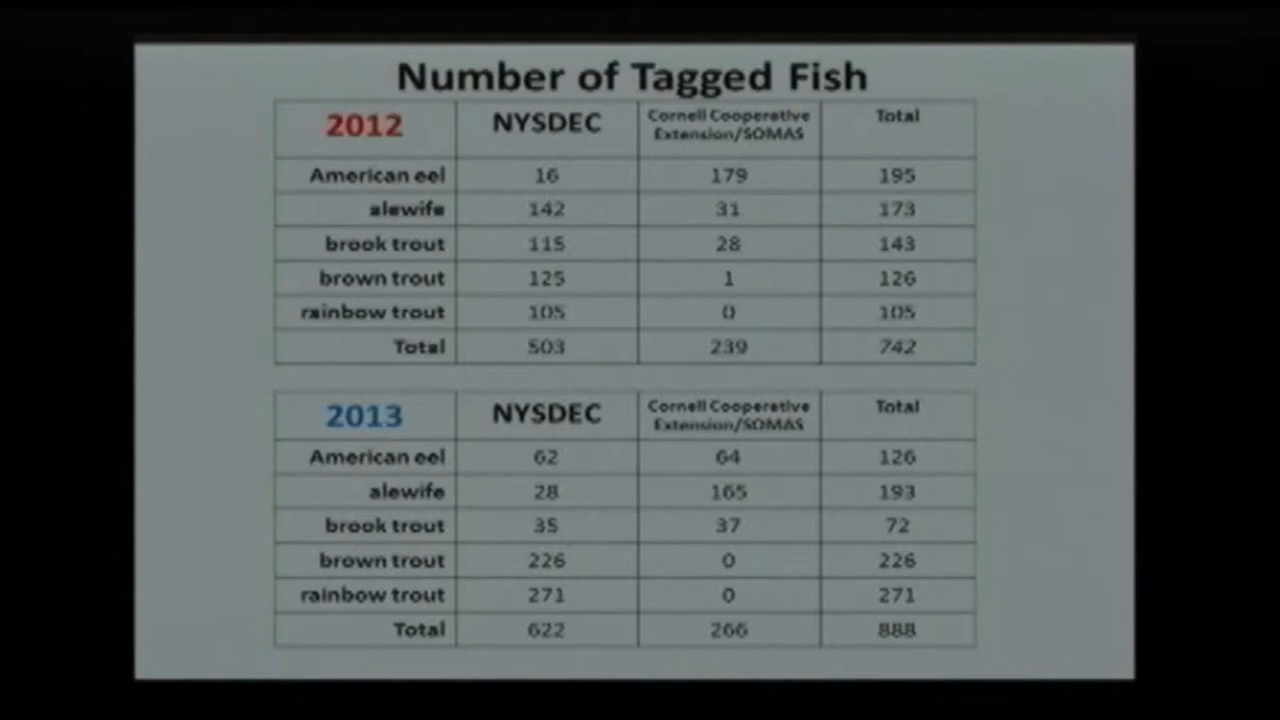 Number of Tagged Fish
2012 NYSDEC Cornell Cooperative Extension/SOMAS Total
American eel 16 179 195
alewife 142 31 173
brook trout 115 28 143
brown trout 125 1 126
rainbow trout 105 0 105
Total 503 239 742
2013 NYSDEC Cornell Cooperative Extension/SOMAS Total
American eel 62 64 126
alewife 28 165 193
brook trout 35 37 72
brown trout 226 0 226
rainbow trout 271 0 271
Total 622 266 888